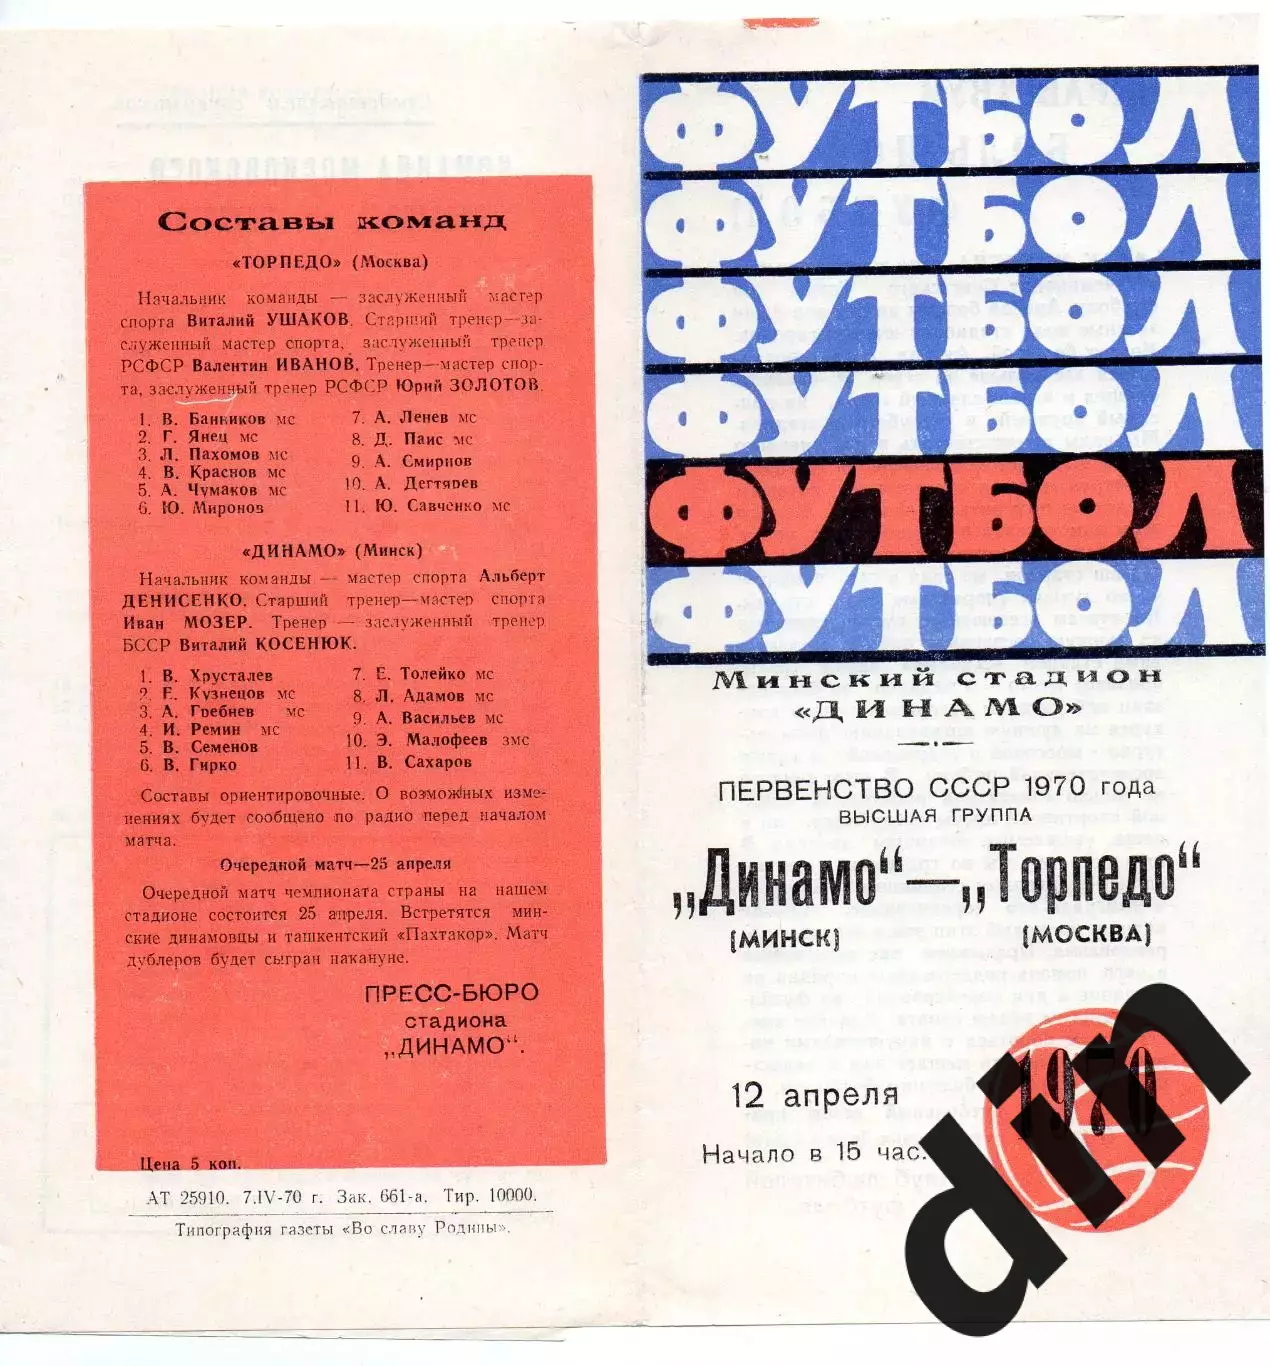 Составы команд
«ТОРПЕДО» (Москва)
Начальник команды — заслуженный мастер
спорта Виталий УШАКОВ. Старший тренер—за-
служенный мастер спорта, заслуженный тренер
РСФСР Валентин ИВАНОВ. Тренер—мастер спор-
та, заслуженный тренер РСФСР Юрий ЗОЛОТОВ.
1. В. Банников мс
2. Г. Янец мс
3. Л. Пахомов мс
4. В. Краснов мс
5. А. Чумаков мс
6. Ю. Миронов
7. А. Ленев мс
8. Д. Паис мс
9. А. Смирнов
10. А. Дегтярев
11. Ю. Савченко мс
«ДИНАМО» (Минск)
Начальник команды — мастер спорта Альберт
ДЕНИСЕНКО. Старший тренер—мастер спорта
Иван МОЗЕР. Тренер — заслуженный тренер
БССР Виталий КОСЕНЮК.
1. В. Хрусталев
2. Е. Кузнецов мс
3. А. Гребнев мс
4. И. Ремин мс
5. В. Семенов
6. В. Гирко
7. Е. Толейко мс
8. Л. Адамов мс
9. А. Васильев мс
10. Э. Малофеев змс
11. В. Сахаров
Составы ориентировочные. О возможных изме-
нениях будет сообщено по радио перед началом
матча.
Очередной матч—25 апреля
Очередной матч чемпионата страны на нашем
стадионе состоится 25 апреля. Встретятся мин-
ские динамовцы и ташкентский «Пахтакор». Матч
дублеров будет сыгран накануне.
ПРЕСС-БЮРО
стадиона
„ДИНАМО“.
Цена 5 коп.
АТ 25910. 7.IV-70 г. Зак. 661-а. Тир. 10000.
Типография газеты «Во славу Родины».
ФУТБОЛ
ФУТБОЛ
ФУТБОЛ
ФУТБОЛ
ФУТБОЛ
ФУТБОЛ
Минский стадион
«ДИНАМО»
ПЕРВЕНСТВО СССР 1970 года
ВЫСШАЯ ГРУППА
„Динамо“—„Торпедо“
(МИНСК) (МОСКВА)
1970
12 апреля
Начало в 15 час.
dm